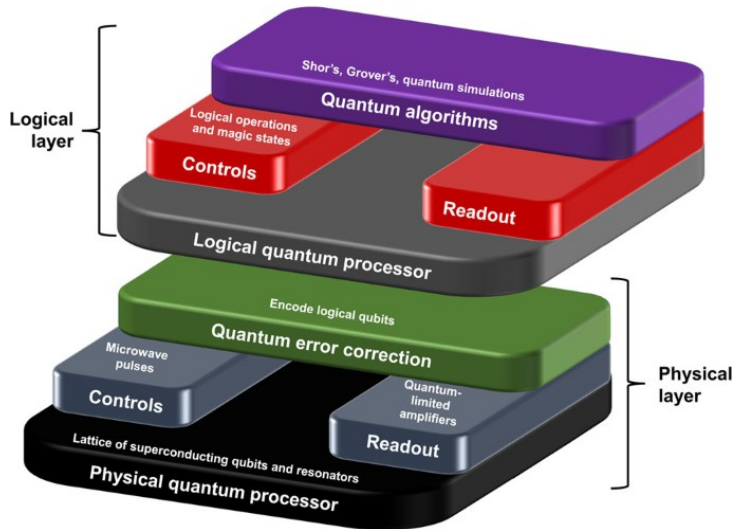 Shor's, Grover's, quantum simulations
Quantum algorithms
Logical
layer
Logical operations
and magic states
Controls
Readout
Logical quantum processor
Encode logical qubits
Quantum error correction
Microwave
pulses
Controls
Quantum-
limited
amplifiers
Readout
Physical
layer
Lattice of superconducting qubits and resonators
Physical quantum processor